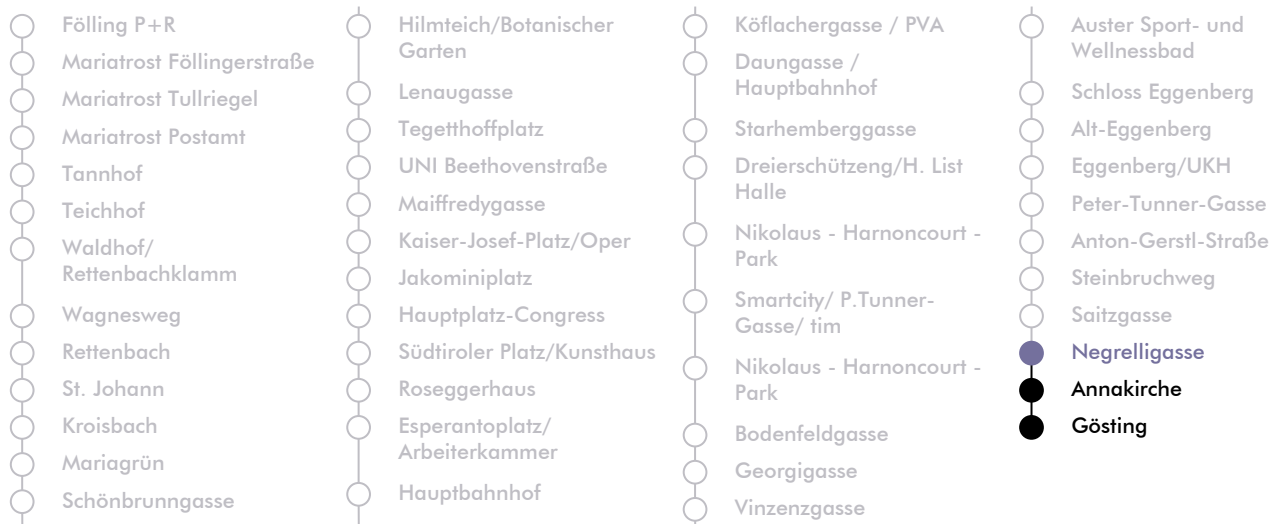 Fölling P+R
Mariatrost Föllingerstraße
Mariatrost Tullriegel
Mariatrost Postamt
Tannhof
Teichhof
Waldhof/
Rettenbachklamm
Wagnesweg
Rettenbach
St. Johann
Kroisbach
Mariagrün
Schönbrunngasse
Hilmteich/Botanischer
Garten
Lenaugasse
Tegetthoffplatz
UNI Beethovenstraße
Maiffredygasse
Kaiser-Josef-Platz/Oper
Jakominiplatz
Hauptplatz-Congress
Südtiroler Platz/Kunsthaus
Roseggerhaus
Esperantoplatz/
Arbeiterkammer
Hauptbahnhof
Köflachergasse / PVA
Daungasse /
Hauptbahnhof
Starhemberggasse
Dreierschützeng/H. List
Halle
Nikolaus - Harnoncourt -
Park
Smartcity/ P.Tunner-
Gasse/ tim
Nikolaus - Harnoncourt -
Park
Bodenfeldgasse
Georgigasse
Vinzenzgasse
Auster Sport- und
Wellnessbad
Schloss Eggenberg
Alt-Eggenberg
Eggenberg/UKH
Peter-Tunner-Gasse
Anton-Gerstl-Straße
Steinbruchweg
Saitzgasse
Negrelligasse
Annakirche
Gösting